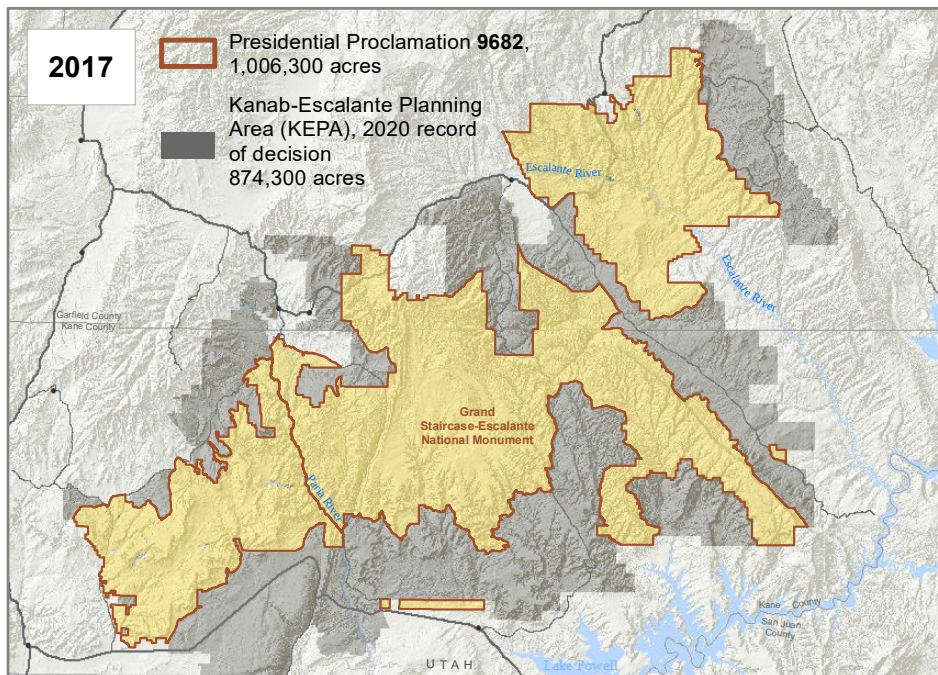 2017
Presidential Proclamation 9682,
1,006,300 acres
Kanab-Escalante Planning
Area (KEPA), 2020 record
of decision
874,300 acres
Escalante River
Escalante River
Garfield County
Kane County
Grand
Staircase-Escalante
National Monument
Paria River
Kane County
San Juan
County
UTAH
Lake Powell